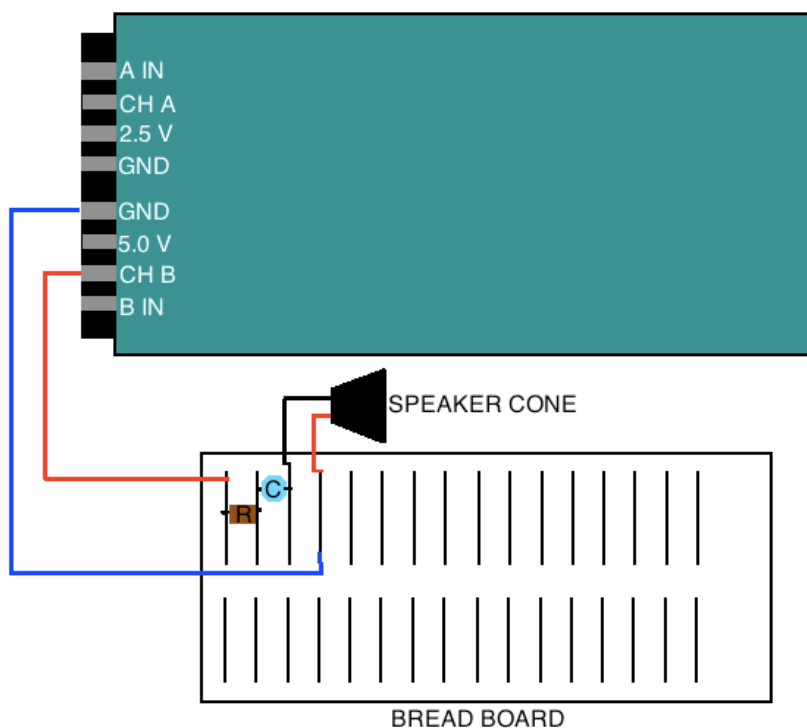 A IN
CH A
2.5 V
GND
GND
5.0 V
CH B
B IN
SPEAKER CONE
C
R
BREAD BOARD